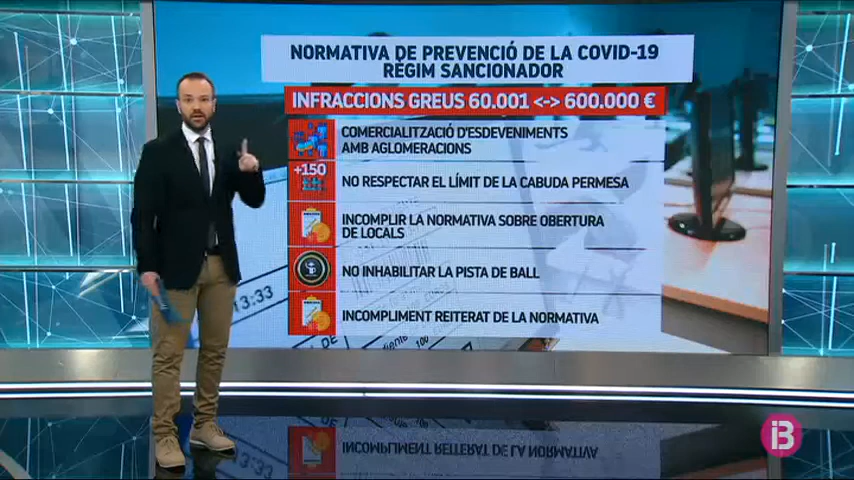 NORMATIVA DE PREVENCIÓ DE LA COVID-19
RÈGIM SANCIONADOR
INFRACCIONS GREUS 60.001 <-> 600.000 €
COMERCIALITZACIÓ D'ESDEVENIMENTS
AMB AGLOMERACIONS
+150
NO RESPECTAR EL LÍMIT DE LA CABUDA PERMESA
INCOMPLIR LA NORMATIVA SOBRE OBERTURA
DE LOCALS
NO INHABILITAR LA PISTA DE BALL
INCOMPLIMENT REITERAT DE LA NORMATIVA
13:33
DE
100
IB